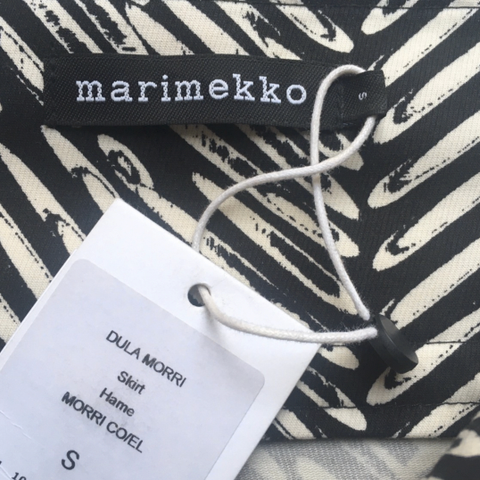 marimekko
S
DULA MORRI
Skirt
Hame
MORRI CO/EL
S